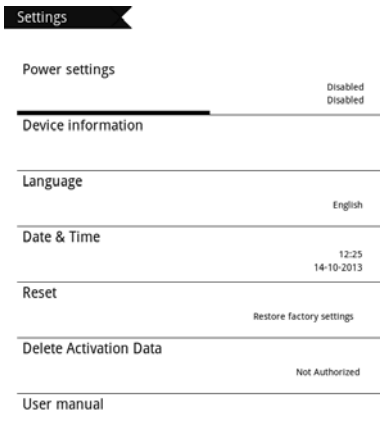 Settings
Power settings
Disabled
Disabled
Device information
Language
English
Date & Time
12:25
14-10-2013
Reset
Restore factory settings
Delete Activation Data
Not Authorized
User manual